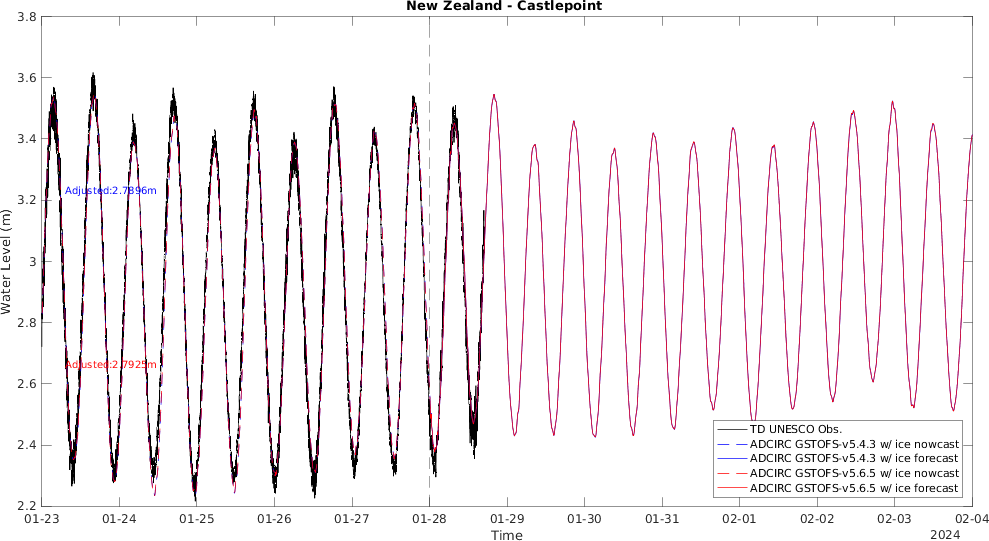 New Zealand - Castlepoint
3.8
3.6
3.4
3.2
3
2.8
2.6
2.4
2.2
Water Level (m)
Adjusted:2.7896m
Adjusted:2.7925m
TD UNESCO Obs.
ADCIRC GSTOFS-v5.4.3 w/ ice nowcast
ADCIRC GSTOFS-v5.4.3 w/ ice forecast
ADCIRC GSTOFS-v5.6.5 w/ ice nowcast
ADCIRC GSTOFS-v5.6.5 w/ ice forecast
01-23 01-24 01-25 01-26 01-27 01-28 01-29 01-30 01-31 02-01 02-02 02-03 02-04
Time
2024